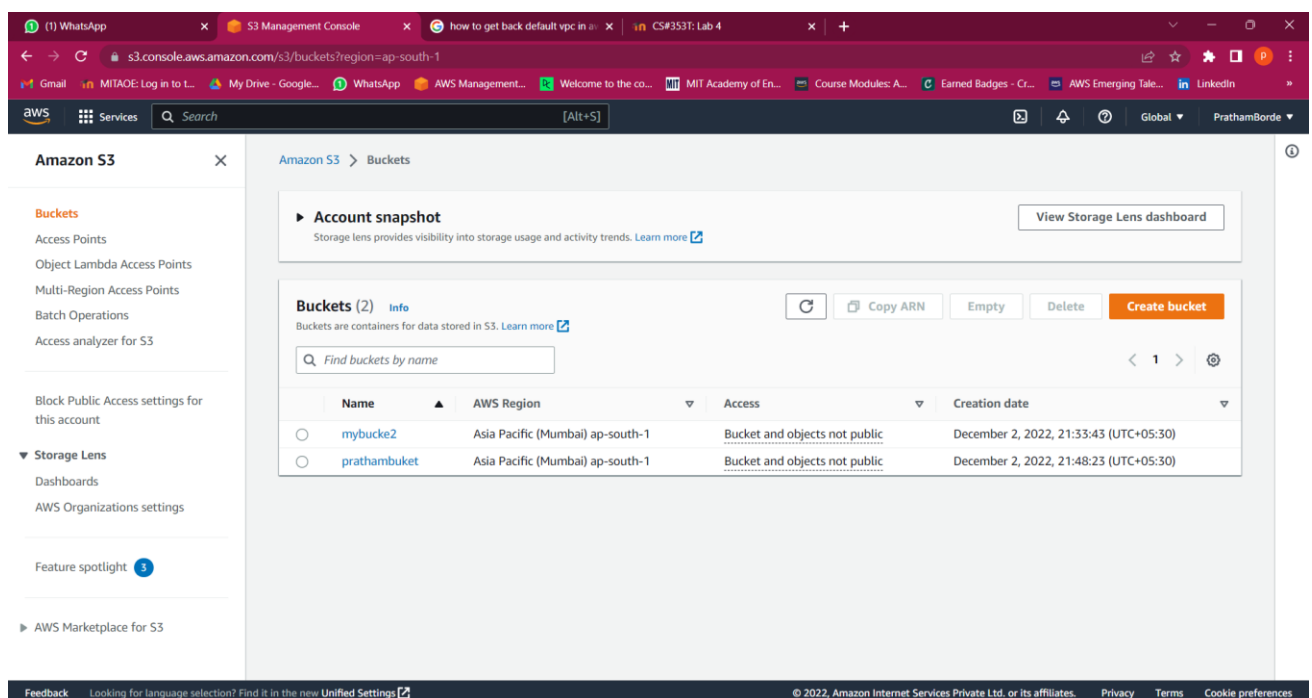 (1) WhatsApp
S3 Management Console
how to get back default vpc in av
CS#353T: Lab 4
s3.console.aws.amazon.com/s3/buckets?region=ap-south-1
Gmail
MITAOE: Log in to t...
My Drive - Google...
WhatsApp
AWS Management...
Welcome to the co...
MIT Academy of En...
Course Modules: A...
Earned Badges - Cr...
AWS Emerging Tale...
LinkedIn
»
aws
Services
Search
[Alt+S]
Global
PrathamBorde
Amazon S3
Buckets
Access Points
Object Lambda Access Points
Multi-Region Access Points
Batch Operations
Access analyzer for S3
Block Public Access settings for
this account
Storage Lens
Dashboards
AWS Organizations settings
Feature spotlight 3
AWS Marketplace for S3
Amazon S3 > Buckets
Account snapshot
Storage lens provides visibility into storage usage and activity trends. Learn more
View Storage Lens dashboard
Buckets (2) Info
Buckets are containers for data stored in S3. Learn more
Copy ARN
Empty
Delete
Create bucket
Find buckets by name
< 1 >
Name AWS Region Access Creation date
mybucke2 Asia Pacific (Mumbai) ap-south-1 Bucket and objects not public December 2, 2022, 21:33:43 (UTC+05:30)
prathambuket Asia Pacific (Mumbai) ap-south-1 Bucket and objects not public December 2, 2022, 21:48:23 (UTC+05:30)
Feedback Looking for language selection? Find it in the new Unified Settings
© 2022, Amazon Internet Services Private Ltd. or its affiliates. Privacy Terms Cookie preferences